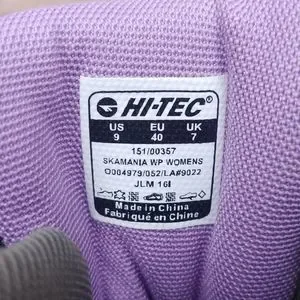 HI-TEC®
US EU UK
9 40 7
151/00357
SKAMANIA WP WOMENS
O004979/052/LA#9022
JLM 16I
Made in China
Fabriqué en Chine